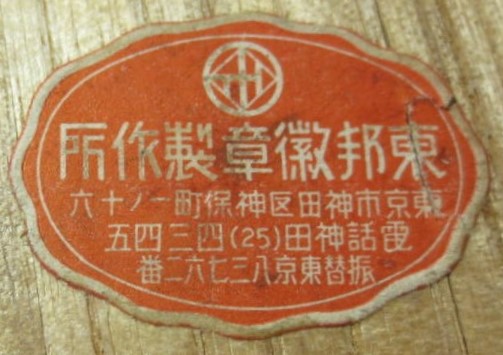 東邦徽章製作所
東京市神田区神保町一ノ十六
電話神田(25)四三四五
振替東京八三七六二番